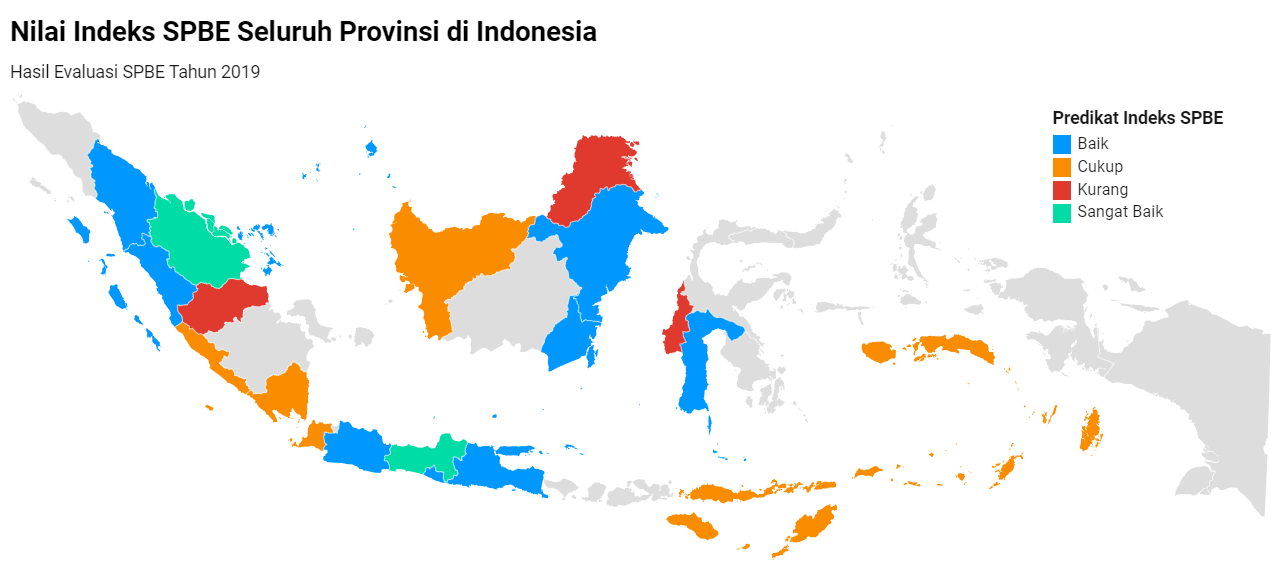 Nilai Indeks SPBE Seluruh Provinsi di Indonesia
Hasil Evaluasi SPBE Tahun 2019
Predikat Indeks SPBE
Baik
Cukup
Kurang
Sangat Baik